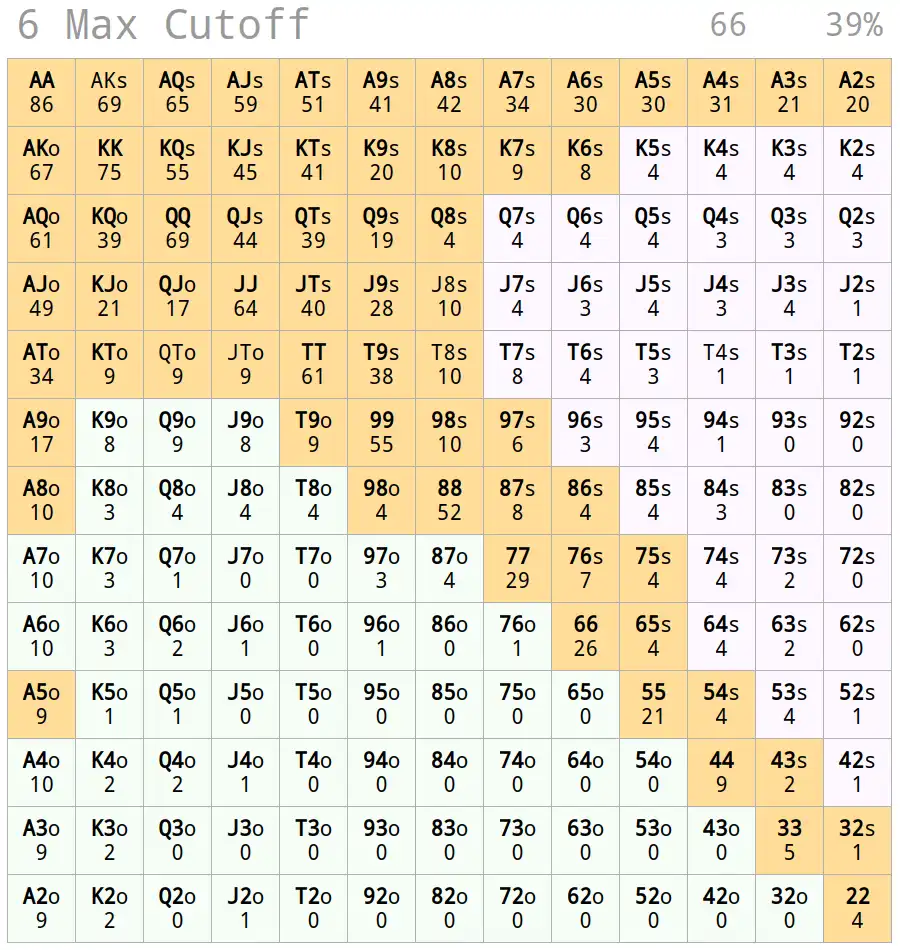 6 Max Cutoff 66 39%
AA AKs AQs AJs ATs A9s A8s A7s A6s A5s A4s A3s A2s
86 69 65 59 51 41 42 34 30 30 31 21 20
AKo KK KQs KJs KTs K9s K8s K7s K6s K5s K4s K3s K2s
67 75 55 45 41 20 10 9 8 4 4 4 4
AQo KQo QQ QJs QTs Q9s Q8s Q7s Q6s Q5s Q4s Q3s Q2s
61 39 69 44 39 19 4 4 4 4 3 3 3
AJo KJo QJo JJ JTs J9s J8s J7s J6s J5s J4s J3s J2s
49 21 17 64 40 28 10 4 3 4 3 4 1
ATo KTo QTo JTo TT T9s T8s T7s T6s T5s T4s T3s T2s
34 9 9 9 61 38 10 8 4 3 1 1 1
A9o K9o Q9o J9o T9o 99 98s 97s 96s 95s 94s 93s 92s
17 8 9 8 9 55 10 6 3 4 1 0 0
A8o K8o Q8o J8o T8o 98o 88 87s 86s 85s 84s 83s 82s
10 3 4 4 4 4 52 8 4 4 3 0 0
A7o K7o Q7o J7o T7o 97o 87o 77 76s 75s 74s 73s 72s
10 3 1 0 0 3 4 29 7 4 4 2 0
A6o K6o Q6o J6o T6o 96o 86o 76o 66 65s 64s 63s 62s
10 3 2 1 0 1 0 1 26 4 4 2 0
A5o K5o Q5o J5o T5o 95o 85o 75o 65o 55 54s 53s 52s
9 1 1 0 0 0 0 0 0 21 4 4 1
A4o K4o Q4o J4o T4o 94o 84o 74o 64o 54o 44 43s 42s
10 2 2 1 0 0 0 0 0 0 9 2 1
A3o K3o Q3o J3o T3o 93o 83o 73o 63o 53o 43o 33 32s
9 2 0 0 0 0 0 0 0 0 0 5 1
A2o K2o Q2o J2o T2o 92o 82o 72o 62o 52o 42o 32o 22
9 2 0 1 0 0 0 0 0 0 0 0 4